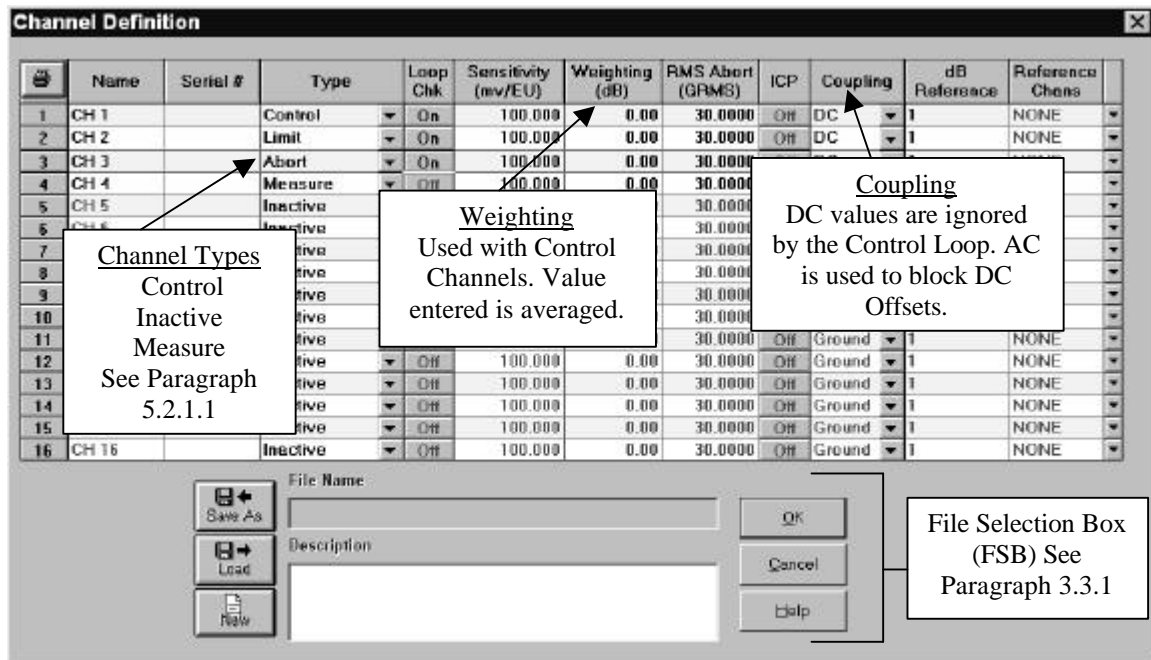 Channel Definition
Name Serial # Type Loop Chk Sensitivity (mv/EU) Weighting (dB) RMS Abort (GRMS) ICP Coupling dB Reference Reference Chans
1 CH 1 Control On 100.000 0.00 30.0000 Off DC 1 NONE
2 CH 2 Limit On 100.000 0.00 30.0000 Off DC 1 NONE
3 CH 3 Abort On 100.000 0.00 30.0000
4 CH 4 Measure Off 100.000 0.00 30.0000
5 CH 5 Inactive 30.0000
6 CH 6 Inactive 30.0000
7 30.0000
8 30.0000
9 30.0000
10 30.0000
11 30.0000 Off Ground 1 NONE
12 Off 100.000 0.00 30.0000 Off Ground 1 NONE
13 Off 100.000 0.00 30.0000 Off Ground 1 NONE
14 Off 100.000 0.00 30.0000 Off Ground 1 NONE
15 Off 100.000 0.00 30.0000 Off Ground 1 NONE
16 CH 16 Inactive Off 100.000 0.00 30.0000 Off Ground 1 NONE
Channel Types
Control
Inactive
Measure
See Paragraph
5.2.1.1
Weighting
Used with Control
Channels. Value
entered is averaged.
Coupling
DC values are ignored
by the Control Loop. AC
is used to block DC
Offsets.
File Name
Save As
Description
Load
New
OK
Cancel
Help
File Selection Box
(FSB) See
Paragraph 3.3.1